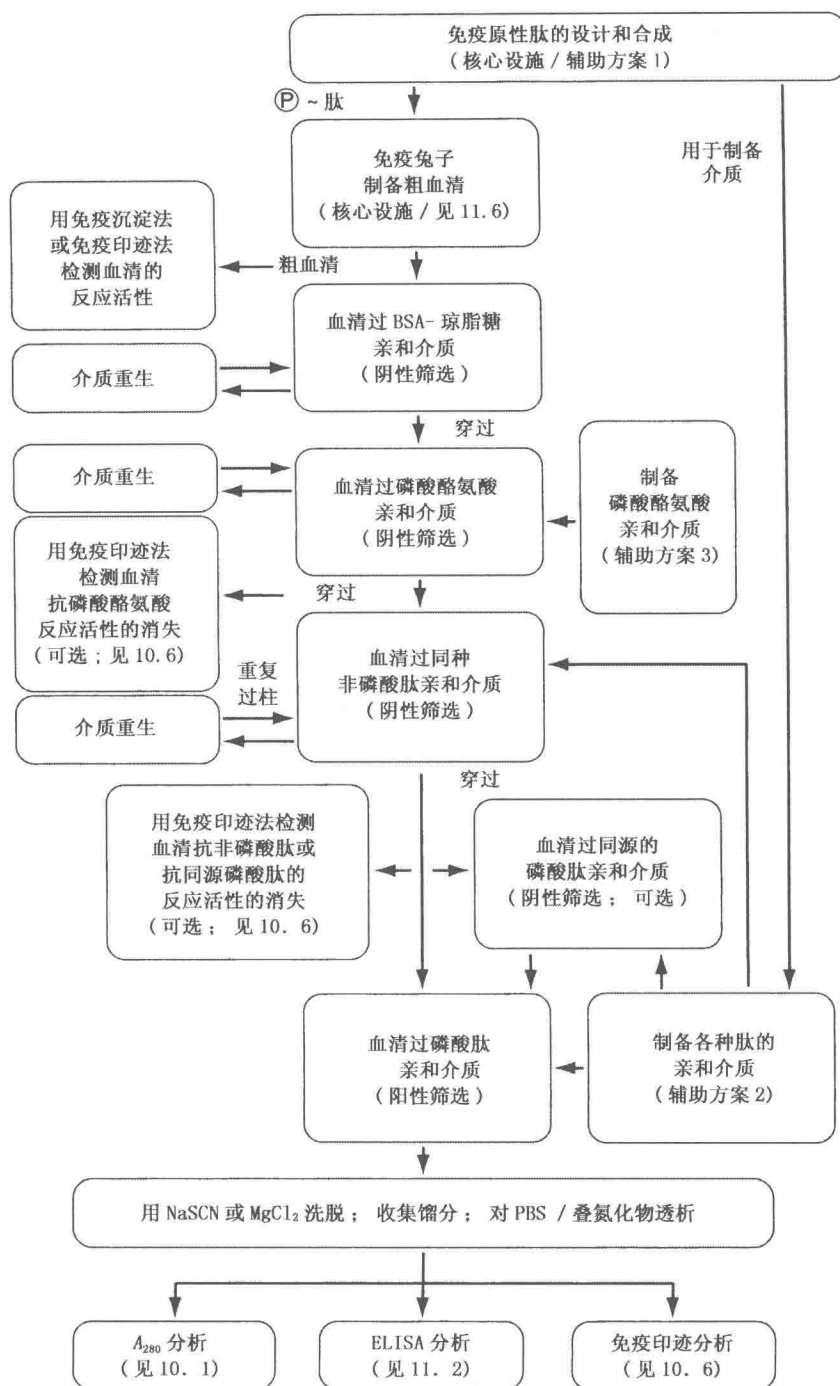 免疫原性肽的设计和合成
(核心设施/辅助方案1)
Ⓟ~肽
用于制备
介质
免疫兔子
制备粗血清
(核心设施/见11.6)
用免疫沉淀法
或免疫印迹法
检测血清的
反应活性
粗血清
血清过BSA-琼脂糖
亲和介质
(阴性筛选)
介质重生
穿过
介质重生
血清过磷酸酪氨酸
亲和介质
(阴性筛选)
制备
磷酸酪氨酸
亲和介质
(辅助方案3)
用免疫印迹法
检测血清
抗磷酸酪氨酸
反应活性的消失
(可选;见10.6)
穿过
血清过同种
非磷酸肽亲和介质
(阴性筛选)
重复
过柱
介质重生
穿过
用免疫印迹法检测
血清抗非磷酸肽或
抗同源磷酸肽的
反应活性的消失
(可选; 见10. 6)
血清过同源的
磷酸肽亲和介质
(阴性筛选; 可选)
血清过磷酸肽
亲和介质
(阳性筛选)
制备各种肽的
亲和介质
(辅助方案2)
用NaSCN或MgCl₂洗脱; 收集馏分; 对PBS /叠氮化物透析
A₂₈₀分析
(见10. 1)
ELISA分析
(见11. 2)
免疫印迹分析
(见10. 6)